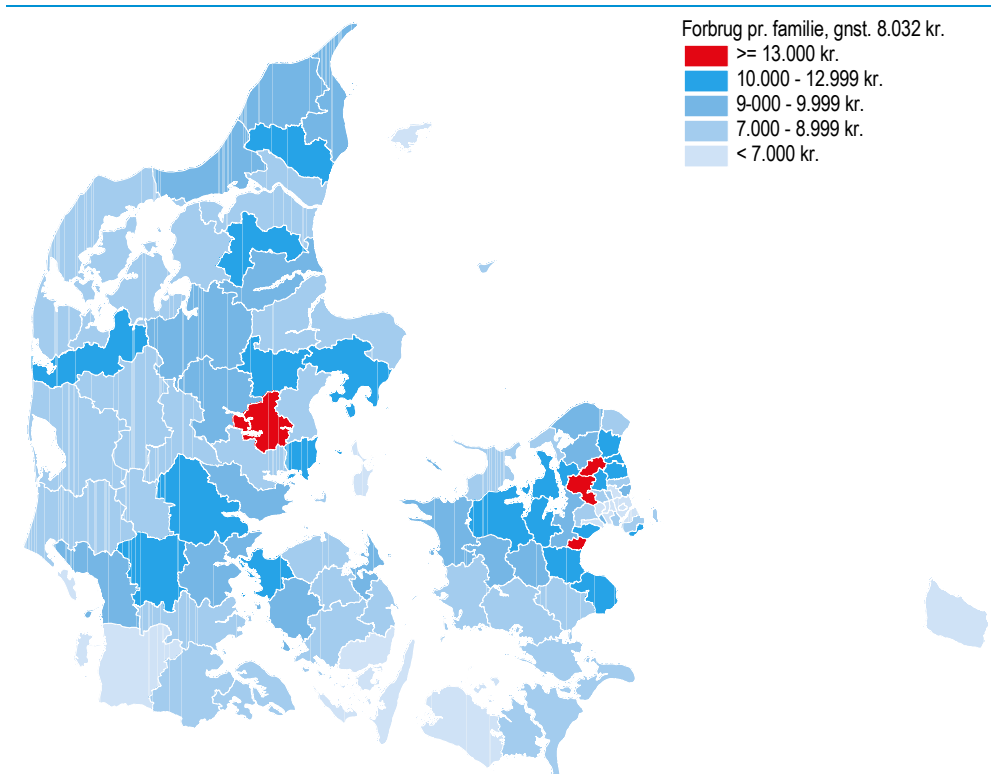 Forbrug pr. familie, gnst. 8.032 kr.
>= 13.000 kr.
10.000 - 12.999 kr.
9-000 - 9.999 kr.
7.000 - 8.999 kr.
< 7.000 kr.